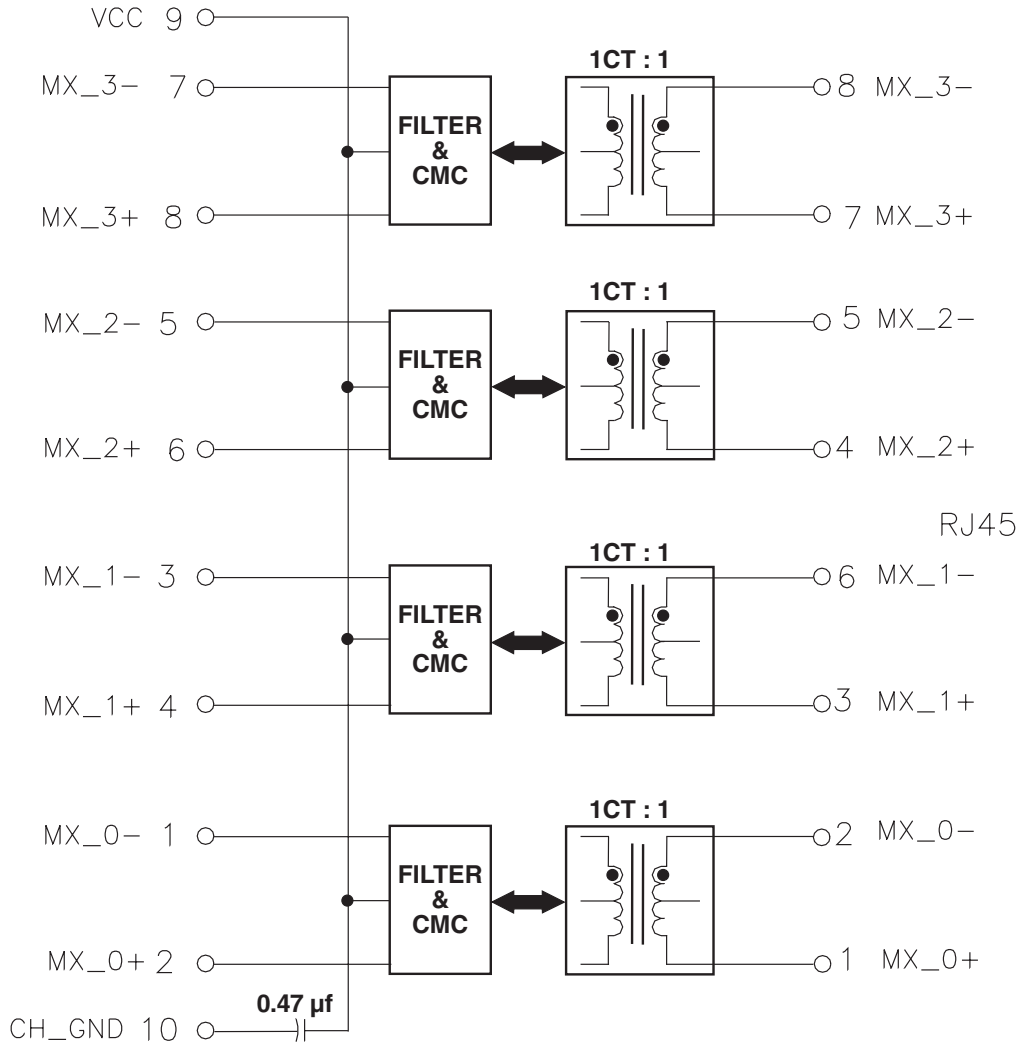 VCC 9
1CT : 1
MX_3- 7
FILTER
&
CMC
8 MX_3-
MX_3+ 8
7 MX_3+
1CT : 1
MX_2- 5
FILTER
&
CMC
5 MX_2-
MX_2+ 6
4 MX_2+
RJ45
1CT : 1
MX_1- 3
FILTER
&
CMC
6 MX_1-
MX_1+ 4
3 MX_1+
1CT : 1
MX_0- 1
FILTER
&
CMC
2 MX_0-
MX_0+ 2
1 MX_0+
0.47 µf
CH_GND 10